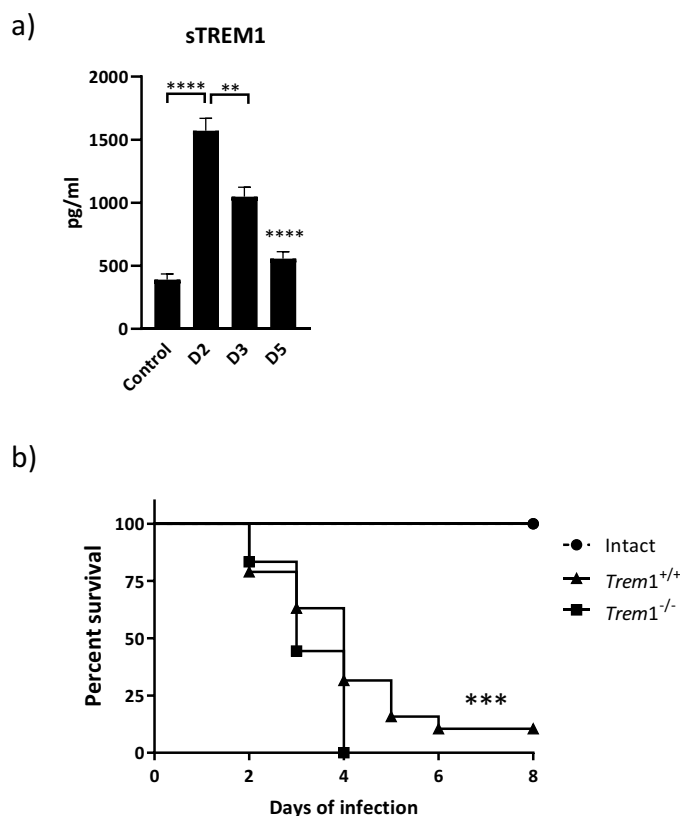 a)
sTREM1
2000
1500
1000
500
0
pg/ml
**** **
****
Control D2 D3 D5
b)
100
75
50
25
0
Percent survival
***
0 2 4 6 8
Days of infection
Intact
Trem1+/+
Trem1-/-